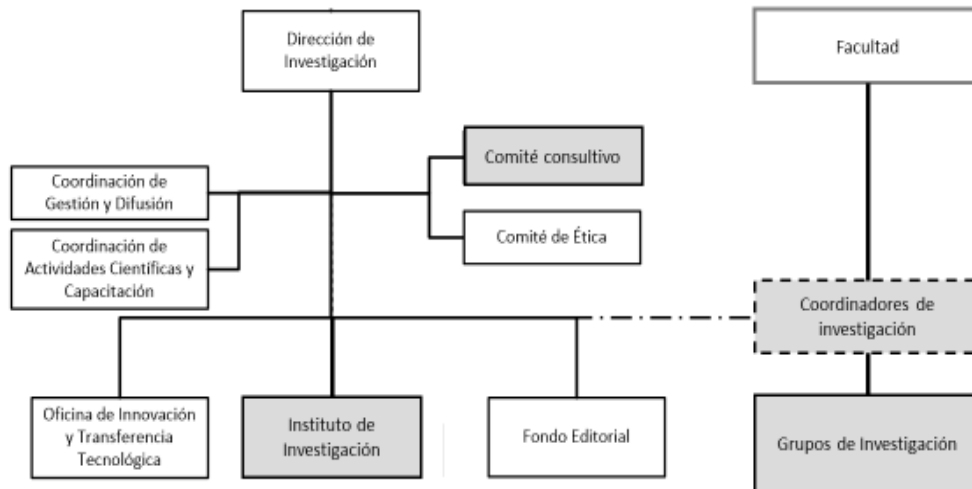 Dirección de
Investigación
Facultad
Comité consultivo
Coordinación de
Gestión y Difusión
Comité de Ética
Coordinación de
Actividades Científicas y
Capacitación
Coordinadores de
investigación
Oficina de Innovación
y Transferencia
Tecnológica
Instituto de
Investigación
Fondo Editorial
Grupos de Investigación